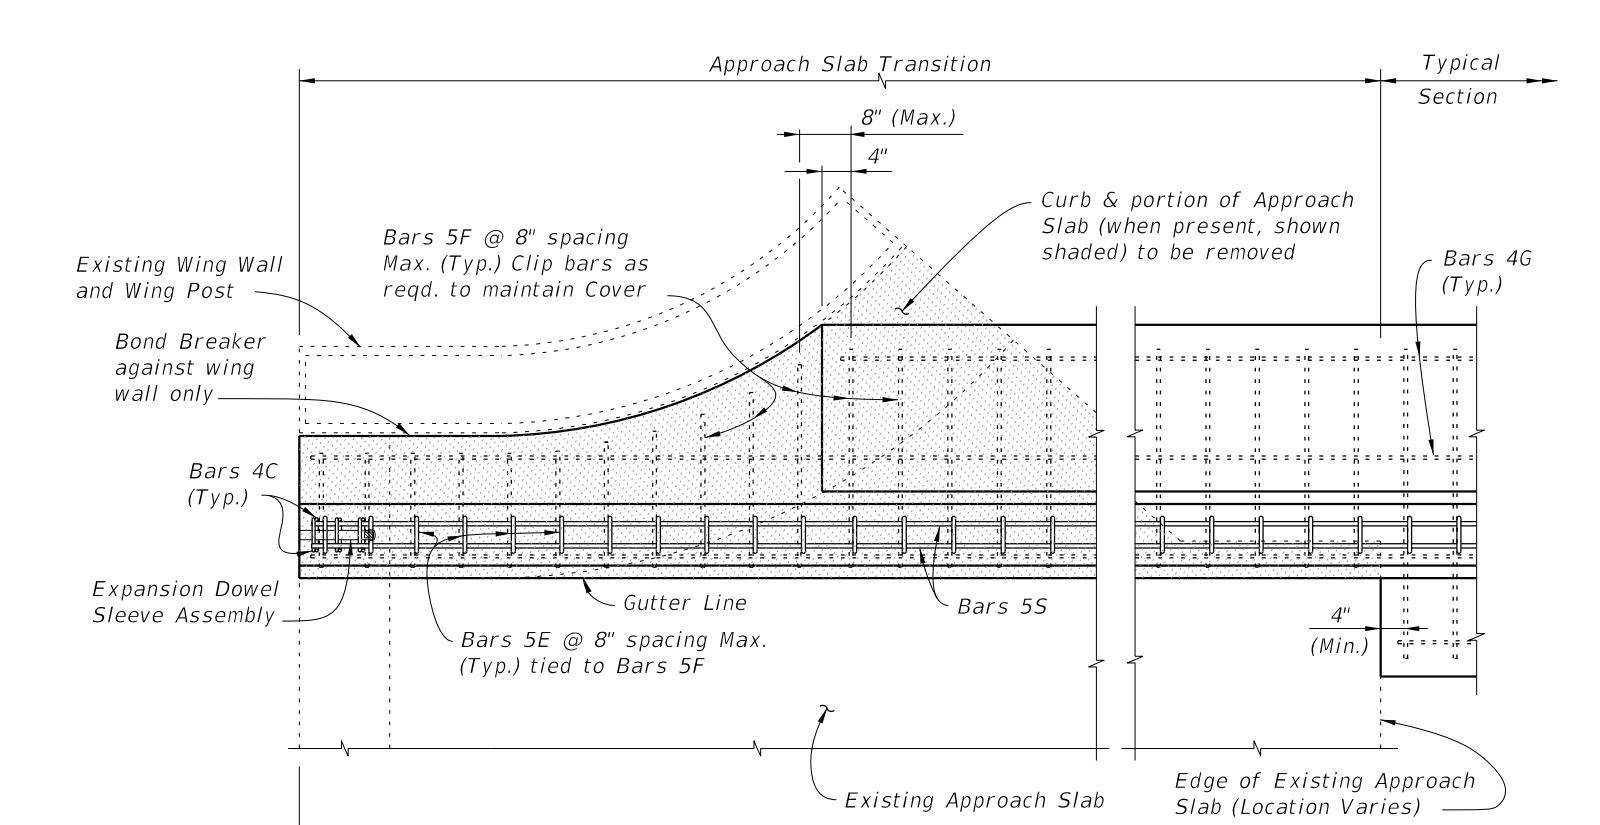 Approach Slab Transition
Typical
Section
8" (Max.)
4"
Curb & portion of Approach
Slab (when present, shown
shaded) to be removed
Bars 5F @ 8" spacing
Max. (Typ.) Clip bars as
reqd. to maintain Cover
Existing Wing Wall
and Wing Post
Bars 4G
(Typ.)
Bond Breaker
against wing
wall only
Bars 4C
(Typ.)
Expansion Dowel
Sleeve Assembly
Gutter Line
Bars 5S
4"
(Min.)
Bars 5E @ 8" spacing Max.
(Typ.) tied to Bars 5F
Existing Approach Slab
Edge of Existing Approach
Slab (Location Varies)